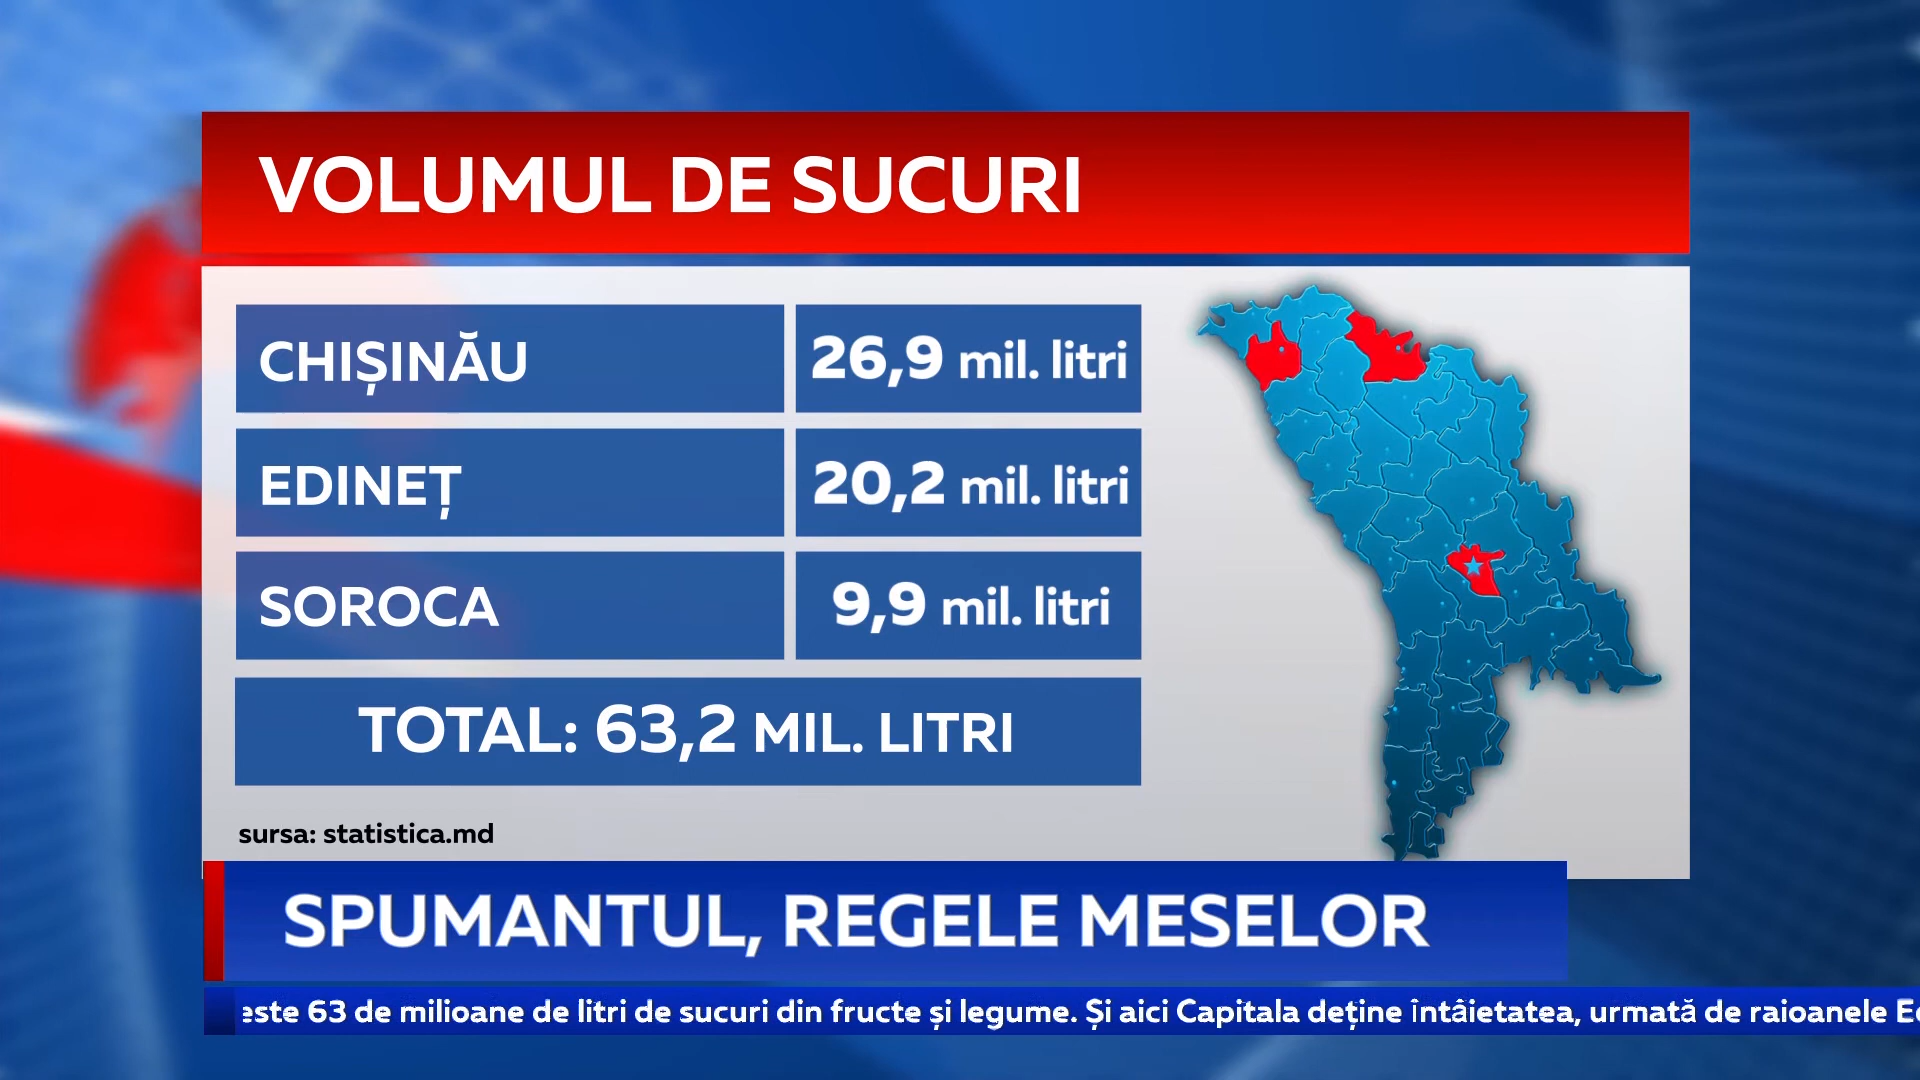 VOLUMUL DE SUCURI
CHIȘINĂU 26,9 mil. litri
EDINEȚ 20,2 mil. litri
SOROCA 9,9 mil. litri
TOTAL: 63,2 MIL. LITRI
sursa: statistica.md
SPUMANTUL, REGELE MESELOR
63 de milioane de litri de sucuri din fructe și legume. Și aici Capitala deține întâietatea, urmată de raioanele